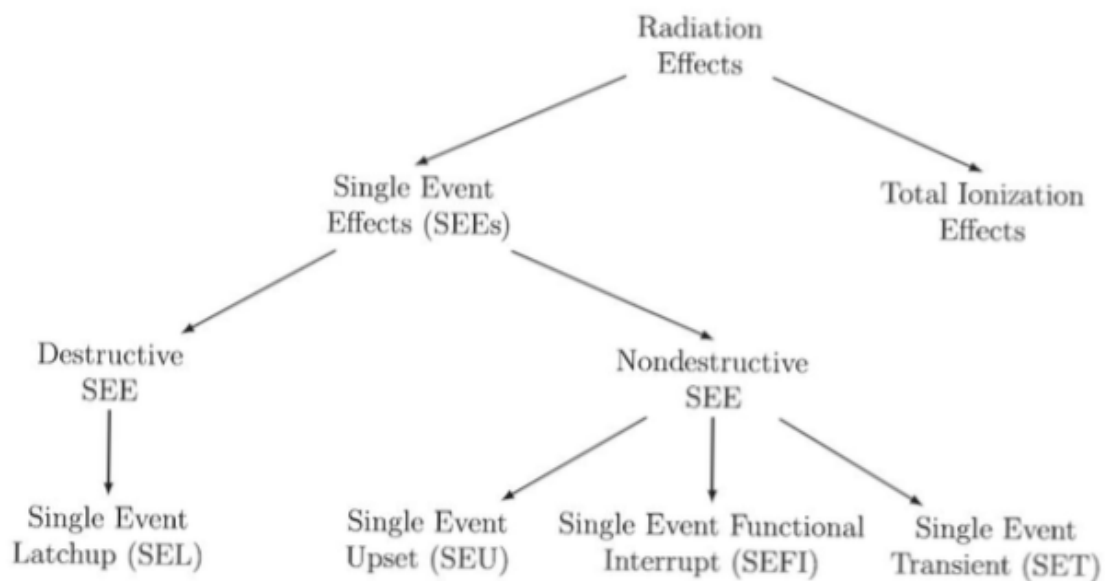 Radiation
Effects
Single Event
Effects (SEEs)
Total Ionization
Effects
Destructive
SEE
Nondestructive
SEE
Single Event
Latchup (SEL)
Single Event
Upset (SEU)
Single Event Functional
Interrupt (SEFI)
Single Event
Transient (SET)